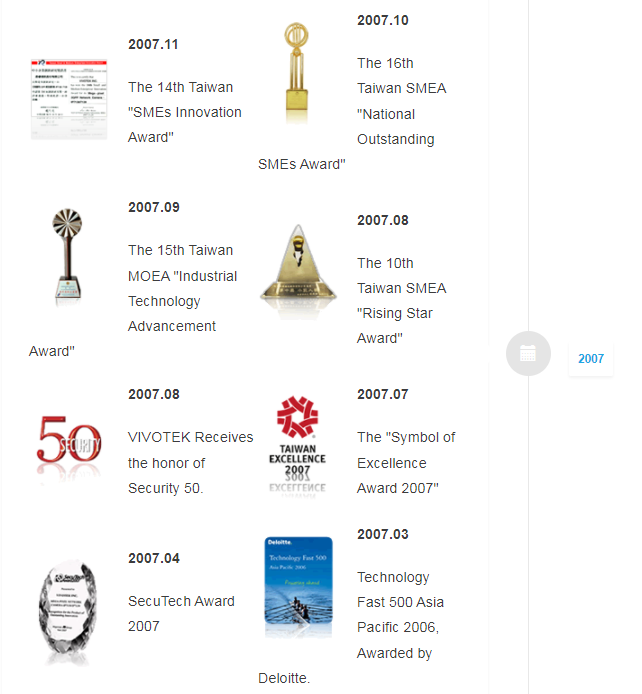 2007.11
The 14th Taiwan
"SMEs Innovation
Award"
2007.10
The 16th
Taiwan SMEA
"National
Outstanding
SMEs Award"
2007.09
The 15th Taiwan
MOEA "Industrial
Technology
Advancement
Award"
2007.08
The 10th
Taiwan SMEA
"Rising Star
Award"
2007
2007.08
VIVOTEK Receives
the honor of
Security 50.
50
SECURITY
2007.07
The "Symbol of
Excellence
Award 2007"
TAIWAN
EXCELLENCE
2007
2007.04
SecuTech Award
2007
SecuTech
2007.03
Technology
Fast 500 Asia
Pacific 2006,
Awarded by
Deloitte.
Deloitte.
Technology Fast 500
Asia Pacific 2006